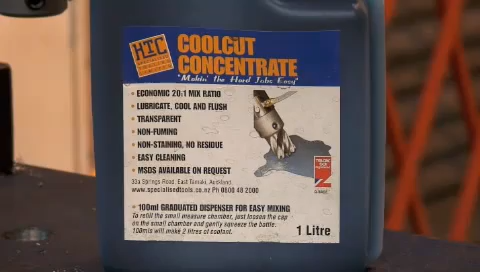 HTC
COOLCUT
CONCENTRATE
"Makin' the Hard Jobs Easy"
• ECONOMIC 20:1 MIX RATIO
• LUBRICATE, COOL AND FLUSH
• TRANSPARENT
• NON-FUMING
• NON-STAINING, NO RESIDUE
• EASY CLEANING
• MSDS AVAILABLE ON REQUEST
33a Springs Road, East Tamaki, Auckland.
www.specialisedtools.co.nz Ph 0800 48 2000
• 100ml GRADUATED DISPENSER FOR EASY MIXING
To refill the small measure chamber, just loosen the cap
on the small chamber and gently squeeze the bottle.
100mls will make 2 litres of coolant.
1 Litre